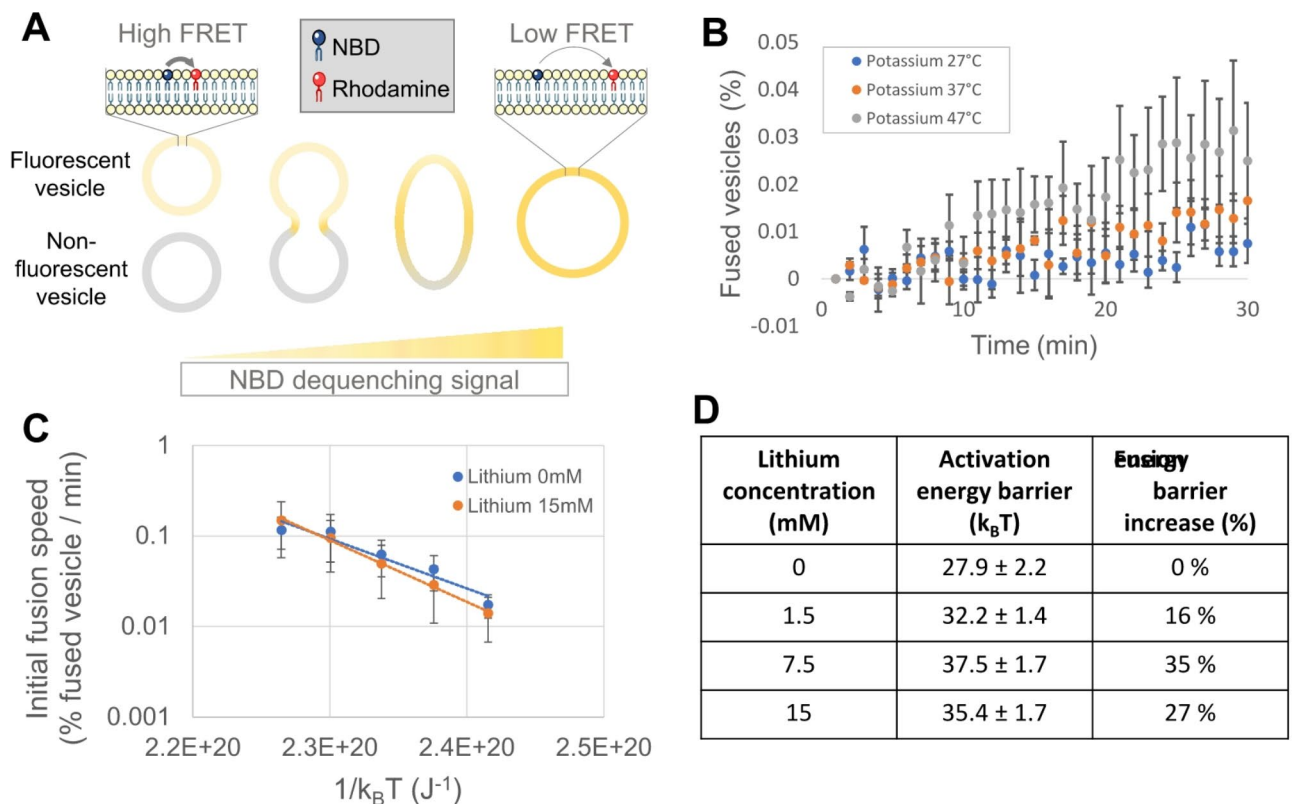 A
High FRET
NBD
Rhodamine
Low FRET
Fluorescent
vesicle
Non-
fluorescent
vesicle
NBD dequenching signal
B
Fused vesicles (%)
0.05
0.04
0.03
0.02
0.01
0
-0.01
Potassium 27°C
Potassium 37°C
Potassium 47°C
0
10
20
30
Time (min)
C
Initial fusion speed
(% fused vesicle / min)
1
0.1
0.01
0.001
Lithium 0mM
Lithium 15mM
2.2E+20
2.3E+20
2.4E+20
2.5E+20
1/kBT (J-1)
D
Lithium
concentration
(mM)
Activation
energy barrier
(kBT)
barrier
increase (%)
0
27.9 ± 2.2
0 %
1.5
32.2 ± 1.4
16 %
7.5
37.5 ± 1.7
35 %
15
35.4 ± 1.7
27 %